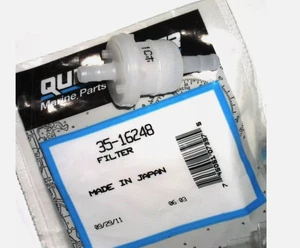 QU
Marine Parts
35-16248
FILTER
MADE IN JAPAN
09/29/11
06:03